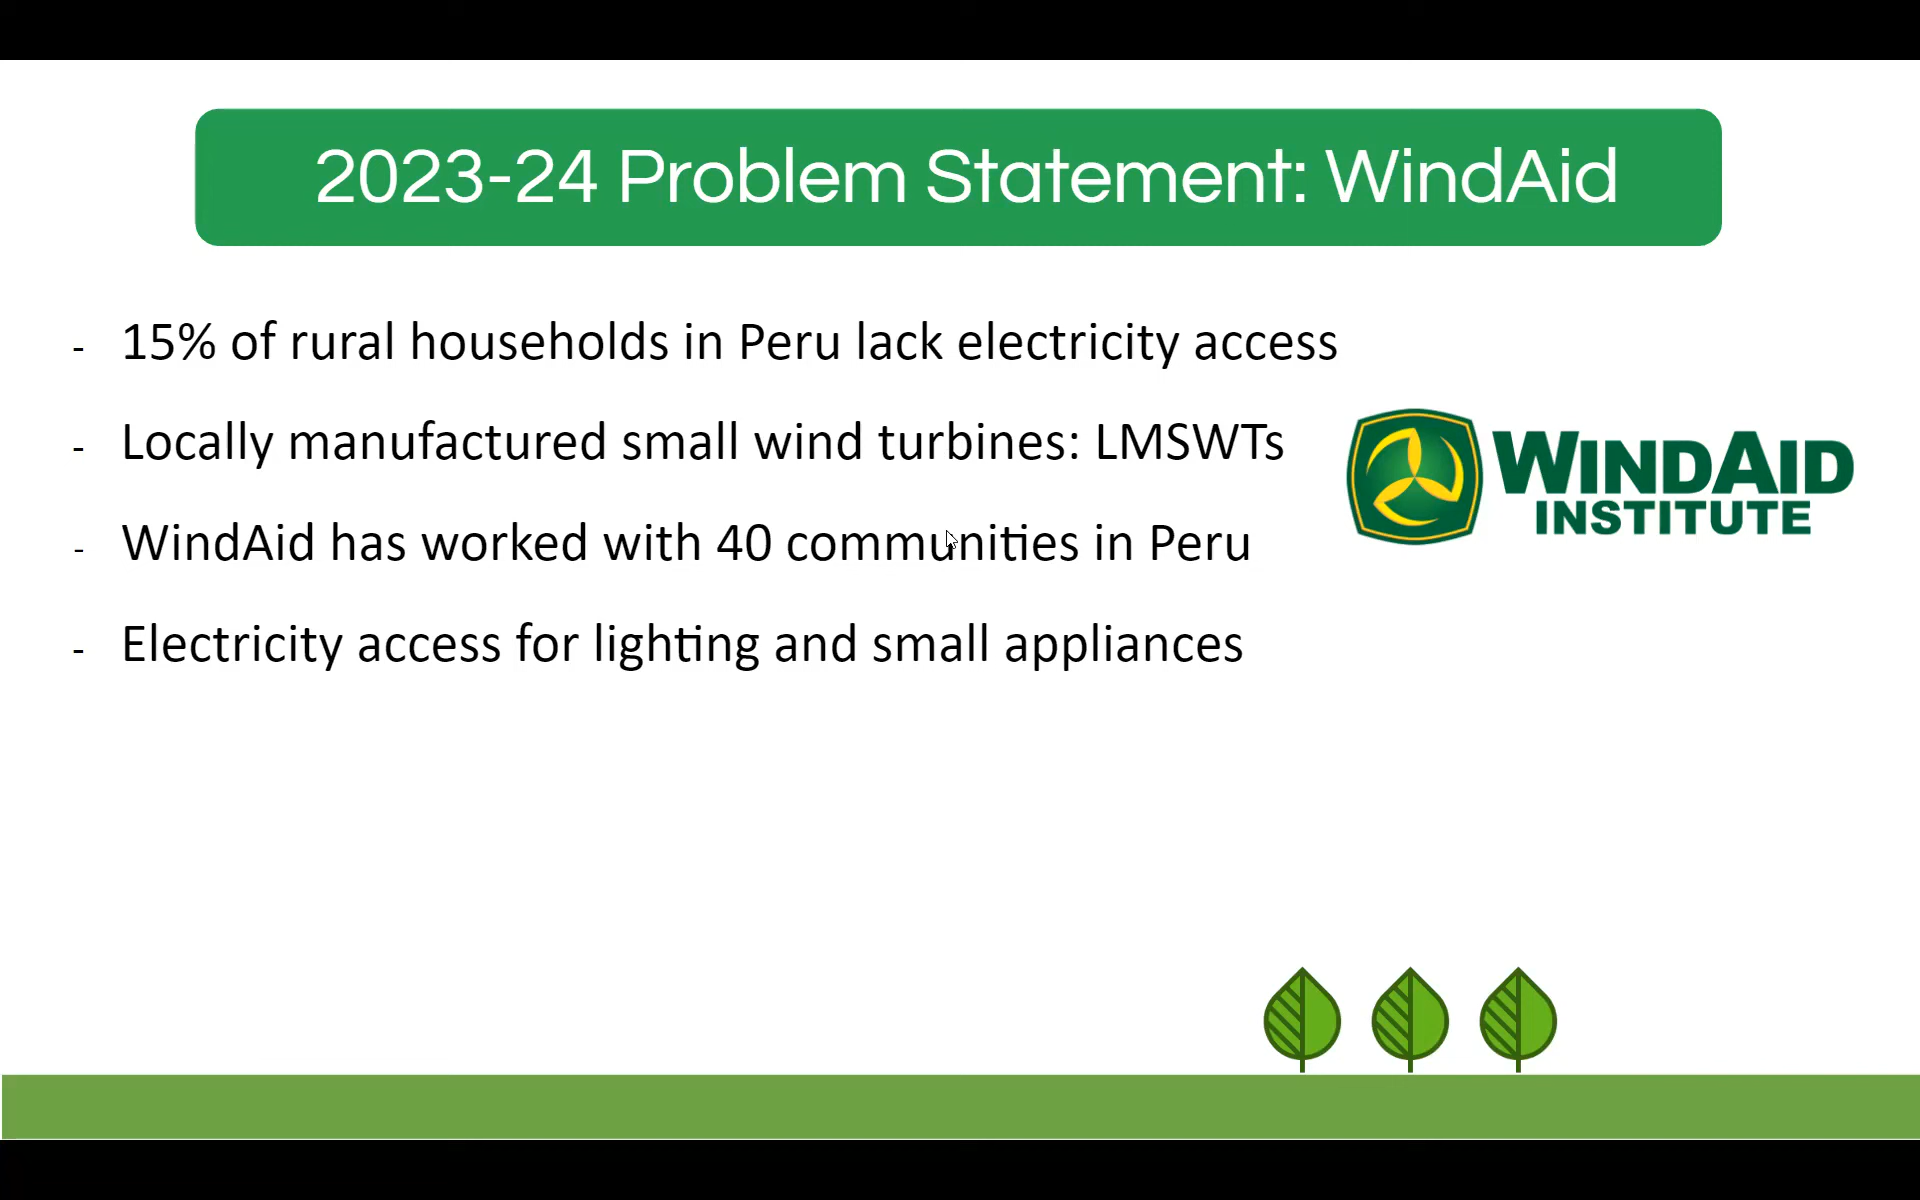 2023-24 Problem Statement: WindAid
- 15% of rural households in Peru lack electricity access
- Locally manufactured small wind turbines: LMSWTs
- WindAid has worked with 40 communities in Peru
- Electricity access for lighting and small appliances
WINDAID
INSTITUTE